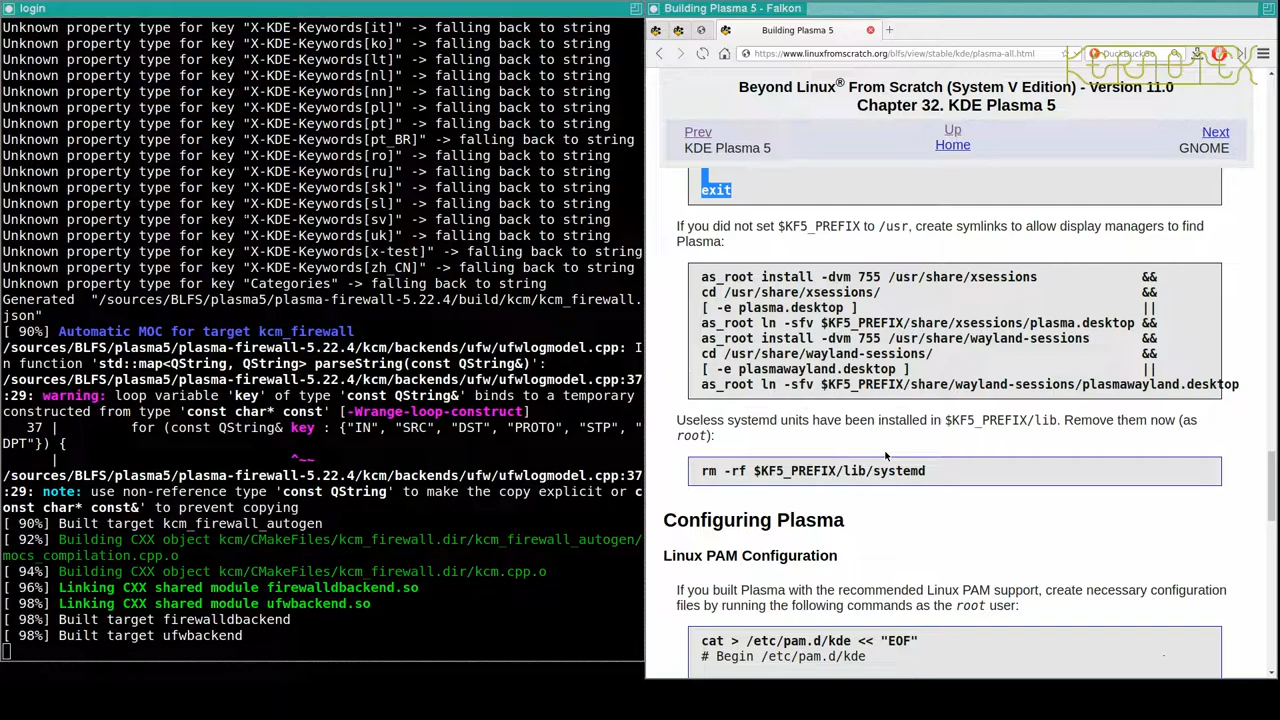 login
Unknown property type for key "X-KDE-Keywords[it]" -> falling back to string
Unknown property type for key "X-KDE-Keywords[ko]" -> falling back to string
Unknown property type for key "X-KDE-Keywords[lt]" -> falling back to string
Unknown property type for key "X-KDE-Keywords[nl]" -> falling back to string
Unknown property type for key "X-KDE-Keywords[nn]" -> falling back to string
Unknown property type for key "X-KDE-Keywords[pl]" -> falling back to string
Unknown property type for key "X-KDE-Keywords[pt]" -> falling back to string
Unknown property type for key "X-KDE-Keywords[pt_BR]" -> falling back to string
Unknown property type for key "X-KDE-Keywords[ro]" -> falling back to string
Unknown property type for key "X-KDE-Keywords[ru]" -> falling back to string
Unknown property type for key "X-KDE-Keywords[sk]" -> falling back to string
Unknown property type for key "X-KDE-Keywords[sl]" -> falling back to string
Unknown property type for key "X-KDE-Keywords[sv]" -> falling back to string
Unknown property type for key "X-KDE-Keywords[uk]" -> falling back to string
Unknown property type for key "X-KDE-Keywords[x-test]" -> falling back to string
Unknown property type for key "X-KDE-Keywords[zh_CN]" -> falling back to string
Unknown property type for key "Categories" -> falling back to string
Generated  "/sources/BLFS/plasma5/plasma-firewall-5.22.4/build/kcm/kcm_firewall.
json"
[ 90%] Automatic MOC for target kcm_firewall
/sources/BLFS/plasma5/plasma-firewall-5.22.4/kcm/backends/ufw/ufwlogmodel.cpp: I
n function 'std::map<QString, QString> parseString(const QString&)':
/sources/BLFS/plasma5/plasma-firewall-5.22.4/kcm/backends/ufw/ufwlogmodel.cpp:37
:29: warning: loop variable 'key' of type 'const QString&' binds to a temporary
constructed from type 'const char* const' [-Wrange-loop-construct]
   37 |         for (const QString& key : {"IN", "SRC", "DST", "PROTO", "STP", "
DPT"}) {
      |                             ^~~
/sources/BLFS/plasma5/plasma-firewall-5.22.4/kcm/backends/ufw/ufwlogmodel.cpp:37
:29: note: use non-reference type 'const QString' to make the copy explicit or c
onst char* const&' to prevent copying
[ 90%] Built target kcm_firewall_autogen
[ 92%] Building CXX object kcm/CMakeFiles/kcm_firewall.dir/kcm_firewall_autogen/
mocs_compilation.cpp.o
[ 94%] Building CXX object kcm/CMakeFiles/kcm_firewall.dir/kcm.cpp.o
[ 96%] Linking CXX shared module firewalldbackend.so
[ 98%] Linking CXX shared module ufwbackend.so
[ 98%] Built target firewalldbackend
[ 98%] Built target ufwbackend
Building Plasma 5 - Falkon
Building Plasma 5
https://www.linuxfromscratch.org/blfs/view/stable/kde/plasma-all.html
KERNOTEX
Beyond Linux® From Scratch (System V Edition) - Version 11.0
Chapter 32. KDE Plasma 5
Prev Up Next
KDE Plasma 5 Home GNOME
exit
If you did not set $KF5_PREFIX to /usr, create symlinks to allow display managers to find
Plasma:
as_root install -dvm 755 /usr/share/xsessions              &&
cd /usr/share/xsessions/                                   &&
[ -e plasma.desktop ]                                      ||
as_root ln -sfv $KF5_PREFIX/share/xsessions/plasma.desktop &&
as_root install -dvm 755 /usr/share/wayland-sessions       &&
cd /usr/share/wayland-sessions/                            &&
[ -e plasmawayland.desktop ]                               ||
as_root ln -sfv $KF5_PREFIX/share/wayland-sessions/plasmawayland.desktop
Useless systemd units have been installed in $KF5_PREFIX/lib. Remove them now (as
root):
rm -rf $KF5_PREFIX/lib/systemd
Configuring Plasma
Linux PAM Configuration
If you built Plasma with the recommended Linux PAM support, create necessary configuration
files by running the following commands as the root user:
cat > /etc/pam.d/kde << "EOF"
# Begin /etc/pam.d/kde